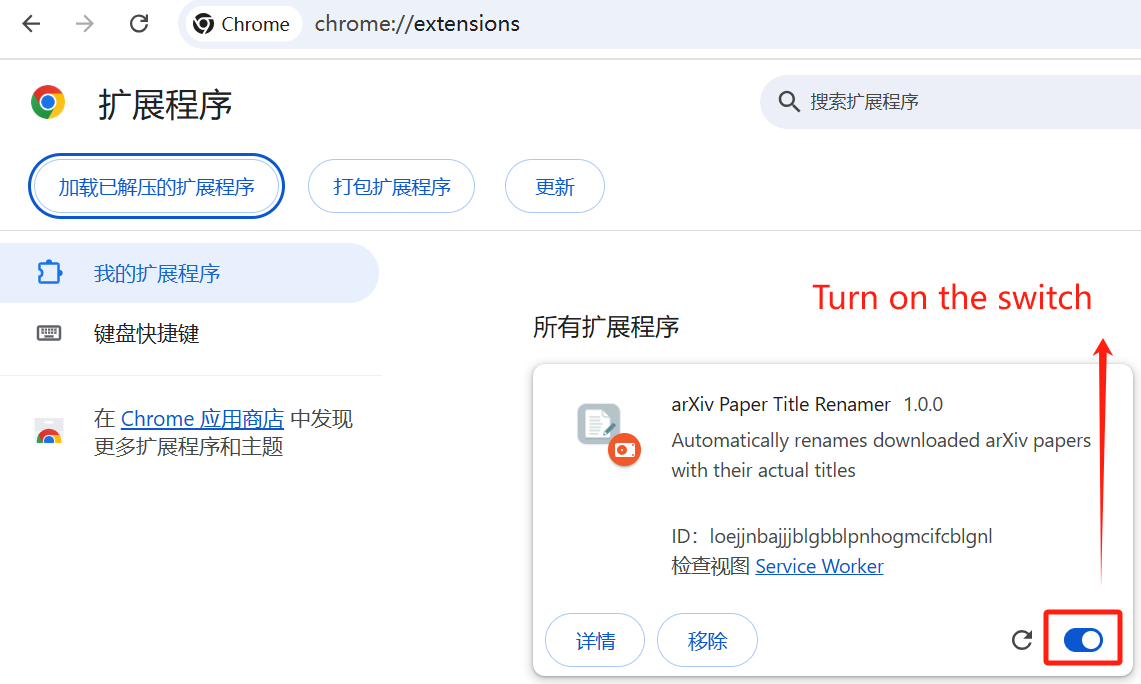 Chrome chrome://extensions
扩展程序
搜索扩展程序
加载已解压的扩展程序
打包扩展程序
更新
我的扩展程序
键盘快捷键
在 Chrome 应用商店 中发现
更多扩展程序和主题
Turn on the switch
所有扩展程序
arXiv Paper Title Renamer 1.0.0
Automatically renames downloaded arXiv papers
with their actual titles
ID：loejjnbajjjblgbblpnhogmcifcblgnl
检查视图 Service Worker
详情
移除